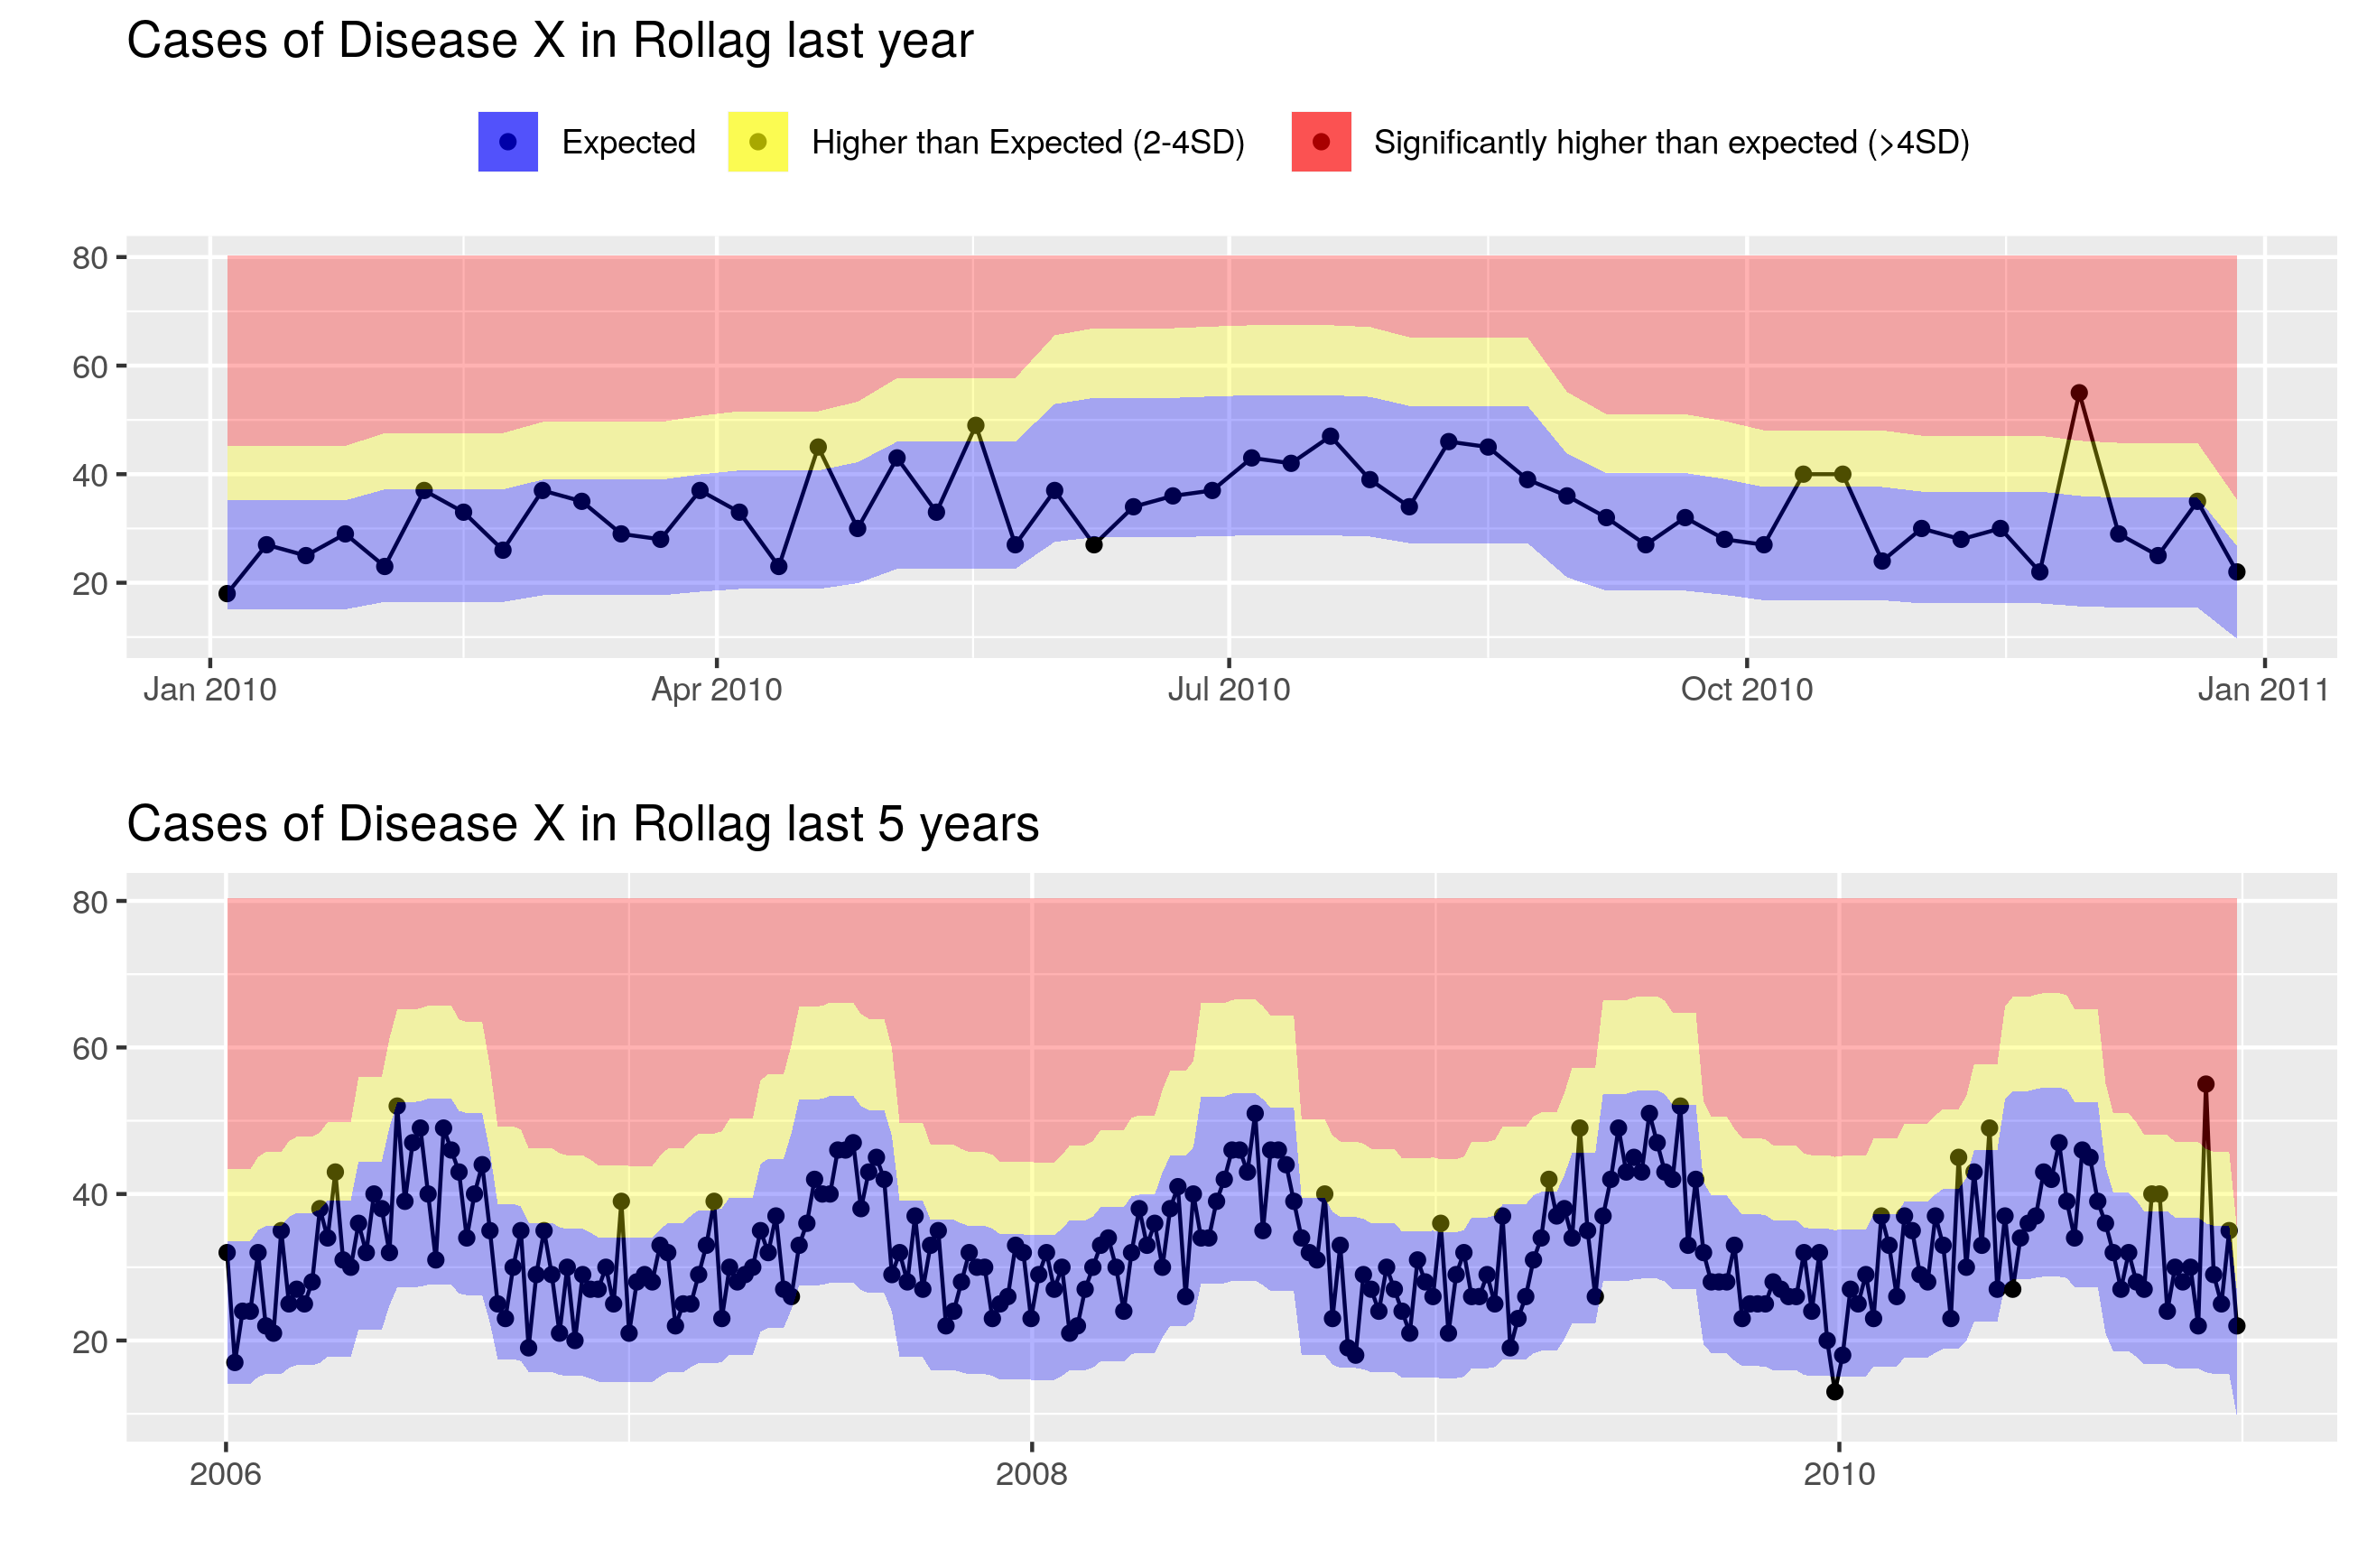 Cases of Disease X in Rollag last year
Expected Higher than Expected (2-4SD) Significantly higher than expected (>4SD)
80
60
40
20
Jan 2010 Apr 2010 Jul 2010 Oct 2010 Jan 2011
Cases of Disease X in Rollag last 5 years
80
60
40
20
2006 2008 2010